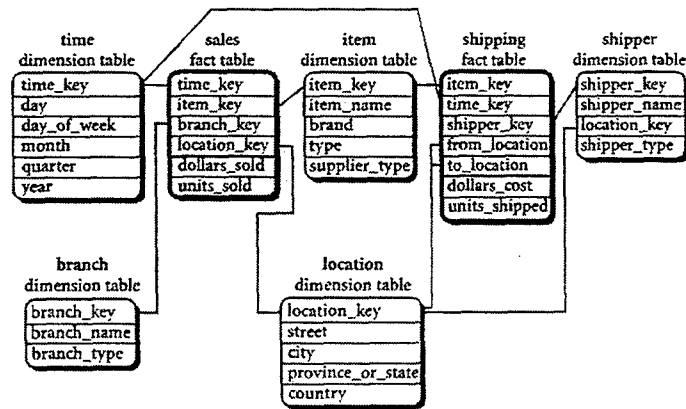 time
dimension table
time_key
day
day_of_week
month
quarter
year
sales
fact table
time_key
item_key
branch_key
location_key
dollars_sold
units_sold
item
dimension table
item_key
item_name
brand
type
supplier_type
shipping
fact table
item_key
time_key
shipper_key
from_location
to_location
dollars_cost
units_shipped
shipper
dimension table
shipper_key
shipper_name
location_key
shipper_type
branch
dimension table
branch_key
branch_name
branch_type
location
dimension table
location_key
street
city
province_or_state
country